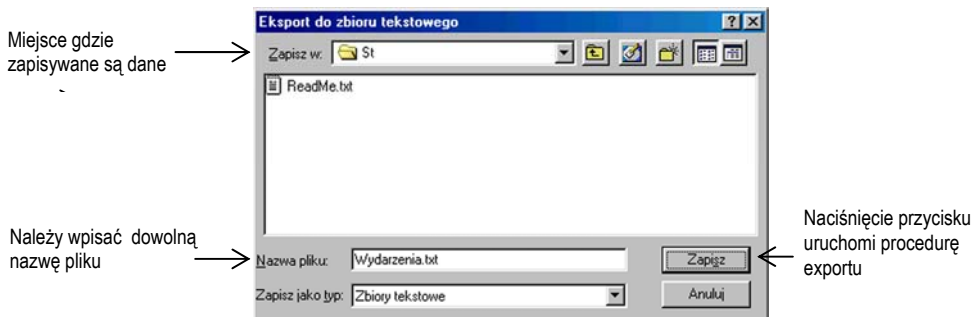 Eksport do zbioru tekstowego
Miejsce gdzie
zapisywane są dane
Zapisz w:
St
ReadMe.txt
Należy wpisać dowolną
nazwę pliku
Nazwa pliku:
Wydarzenia.txt
Zapisz
Naciśnięcie przycisku
uruchomi procedurę
exportu
Zapisz jako typ:
Zbiory tekstowe
Anuluj